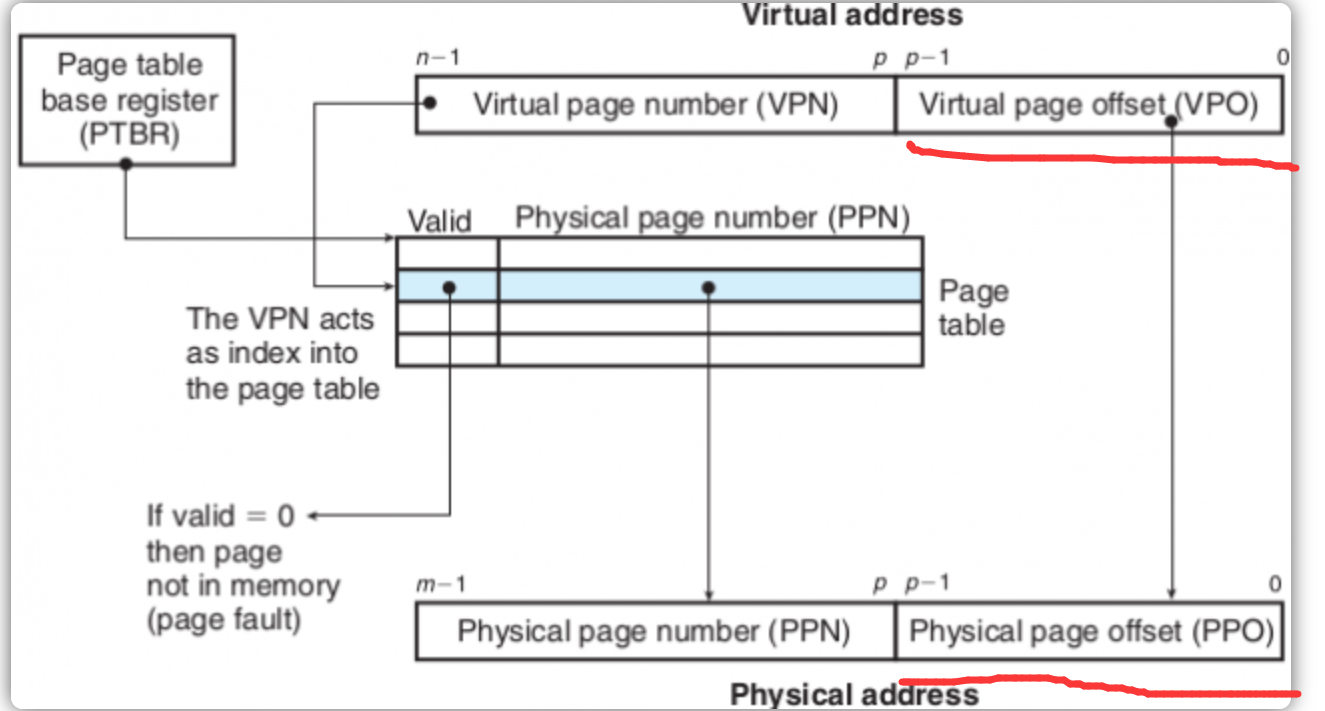 Virtual address
Page table
base register
(PTBR)
n−1
p p−1
0
Virtual page number (VPN)
Virtual page offset (VPO)
Valid
Physical page number (PPN)
The VPN acts
as index into
the page table
Page
table
If valid = 0
then page
not in memory
(page fault)
m−1
p p−1
0
Physical page number (PPN)
Physical page offset (PPO)
Physical address